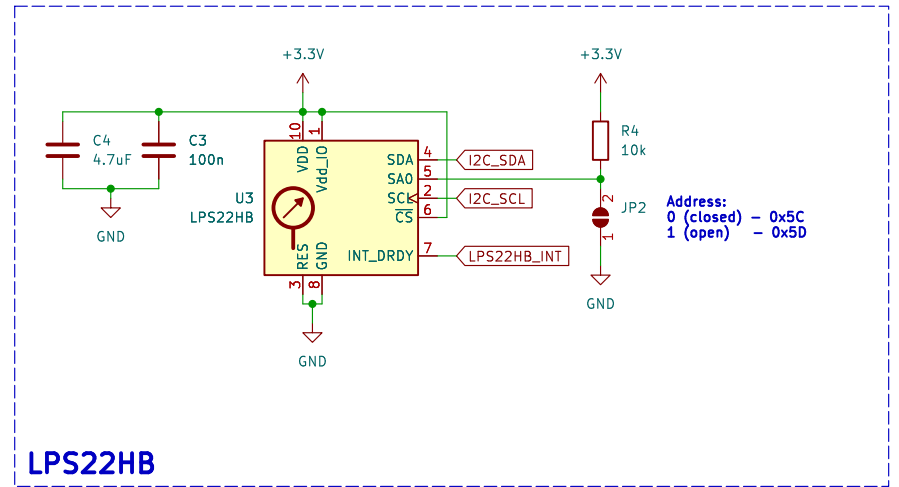 +3.3V
+3.3V
C4
4.7uF
C3
100n
10
1
VDD
Vdd_IO
U3
LPS22HB
SDA
4
I2C_SDA
SA0
5
SCL
2
I2C_SCL
CS
6
INT_DRDY
7
LPS22HB_INT
RES
GND
3
8
GND
GND
R4
10k
2
JP2
1
GND
Address:
0 (closed) - 0x5C
1 (open) - 0x5D
LPS22HB